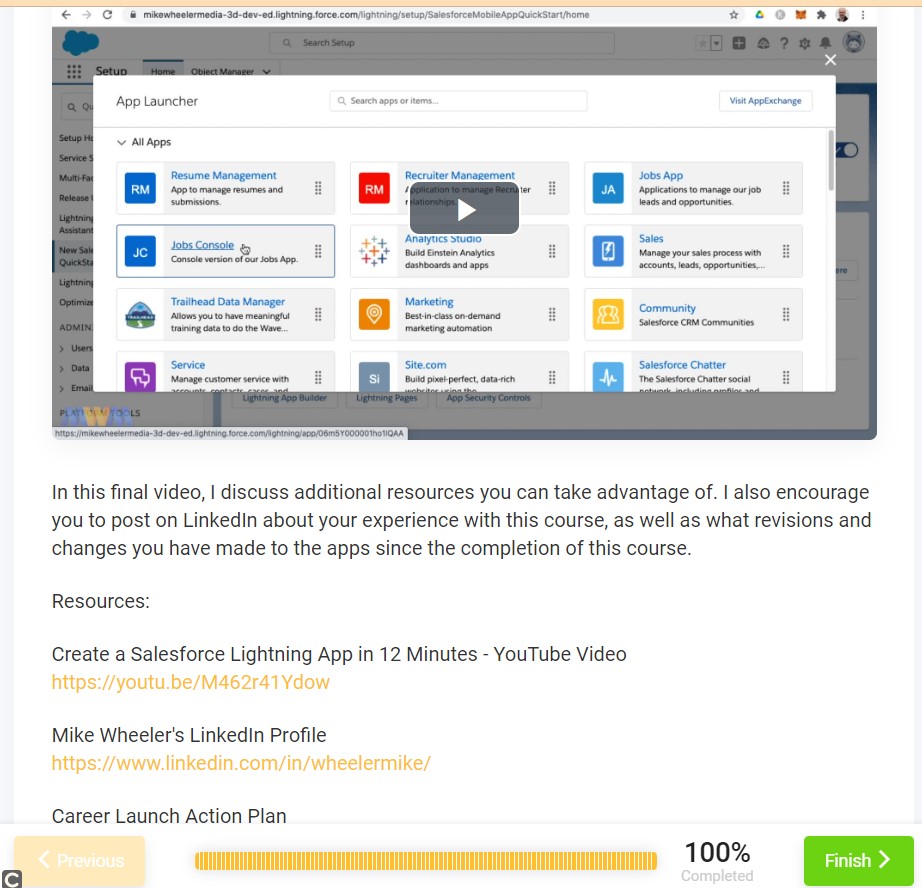 mikewheelermedia-3d-dev-ed.lightning.force.com/lightning/setup/SalesforceMobileAppQuickStart/home
Search Setup
Setup Home Object Manager
App Launcher
Search apps or items...
Visit AppExchange
All Apps
Setup
Service S
Multi-Fac
Release
Lightning
Assistant
New Sale
QuickSta
Lightning
Optimize
ADMIN
Users
Data
Email
PLATFORM TOOLS
RM
Resume Management
App to manage resumes and
submissions.
RM
Recruiter Management
Application to manage Recruiter
relationships.
JA
Jobs App
Applications to manage our job
leads and opportunities.
JC
Jobs Console
Console version of our Jobs App.
Analytics Studio
Build Einstein Analytics
dashboards and apps
Sales
Manage your sales process with
accounts, leads, opportunities,...
TRAILHEAD
Trailhead Data Manager
Allows you to have meaningful
training data to do the Wave...
Marketing
Best-in-class on-demand
marketing automation
Community
Salesforce CRM Communities
Service
Manage customer service with
accounts, contacts, cases, and
Si
Site.com
Build pixel-perfect, data-rich
websites using the
Salesforce Chatter
The Salesforce Chatter social
network, including profiles and
Lightning App Builder
Lightning Pages
App Security Controls
https://mikewheelermedia-3d-dev-ed.lightning.force.com/lightning/app/06m5Y000001ho1IQAA
In this final video, I discuss additional resources you can take advantage of. I also encourage
you to post on LinkedIn about your experience with this course, as well as what revisions and
changes you have made to the apps since the completion of this course.
Resources:
Create a Salesforce Lightning App in 12 Minutes - YouTube Video
https://youtu.be/M462r41Ydow
Mike Wheeler's LinkedIn Profile
https://www.linkedin.com/in/wheelermike/
Career Launch Action Plan
Previous
100%
Completed
Finish